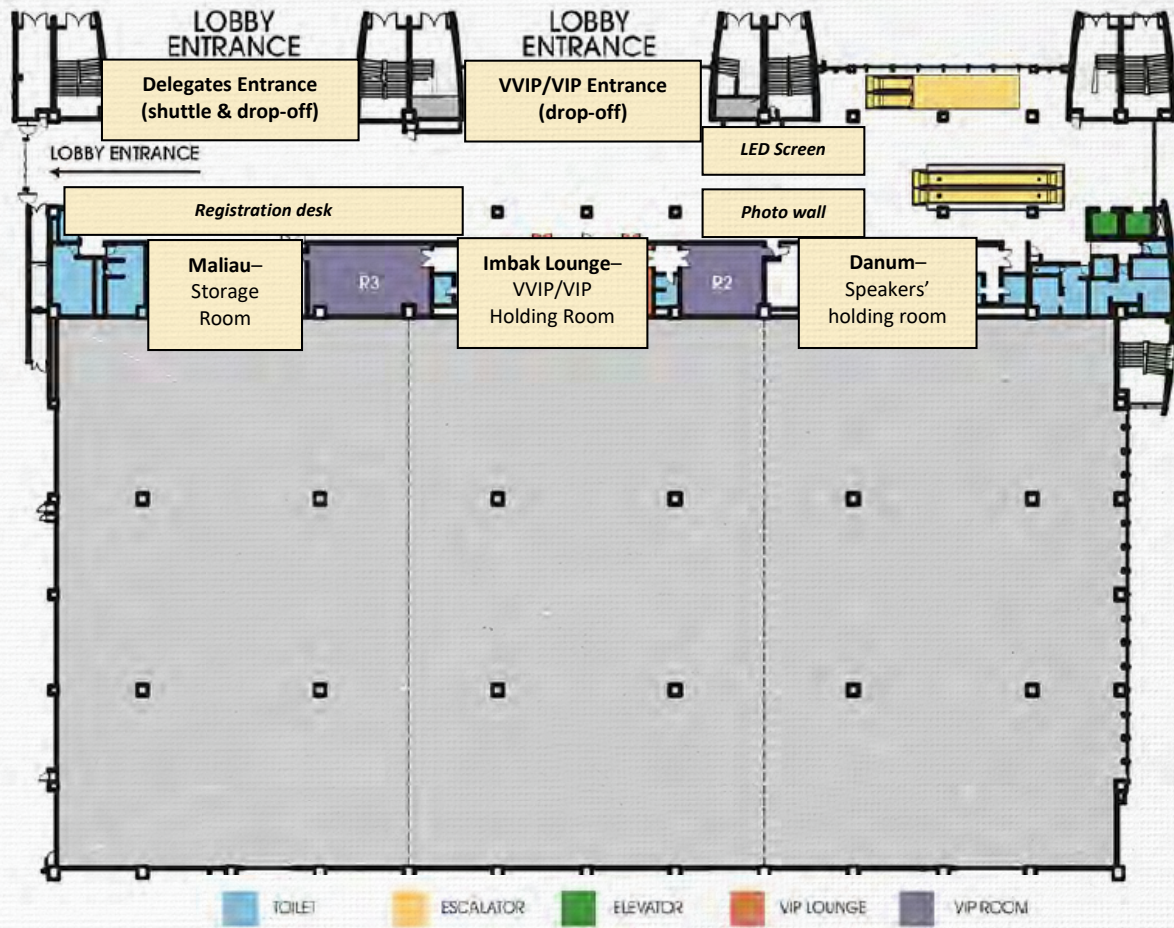 LOBBY
ENTRANCE
LOBBY
ENTRANCE
Delegates Entrance
(shuttle & drop-off)
VVIP/VIP Entrance
(drop-off)
LED Screen
LOBBY ENTRANCE
Registration desk
Photo wall
Maliau–
Storage
Room
R3
Imbak Lounge–
VVIP/VIP
Holding Room
R2
Danum–
Speakers’
holding room
TOILET
ESCALATOR
ELEVATOR
VIP LOUNGE
VIP ROOM